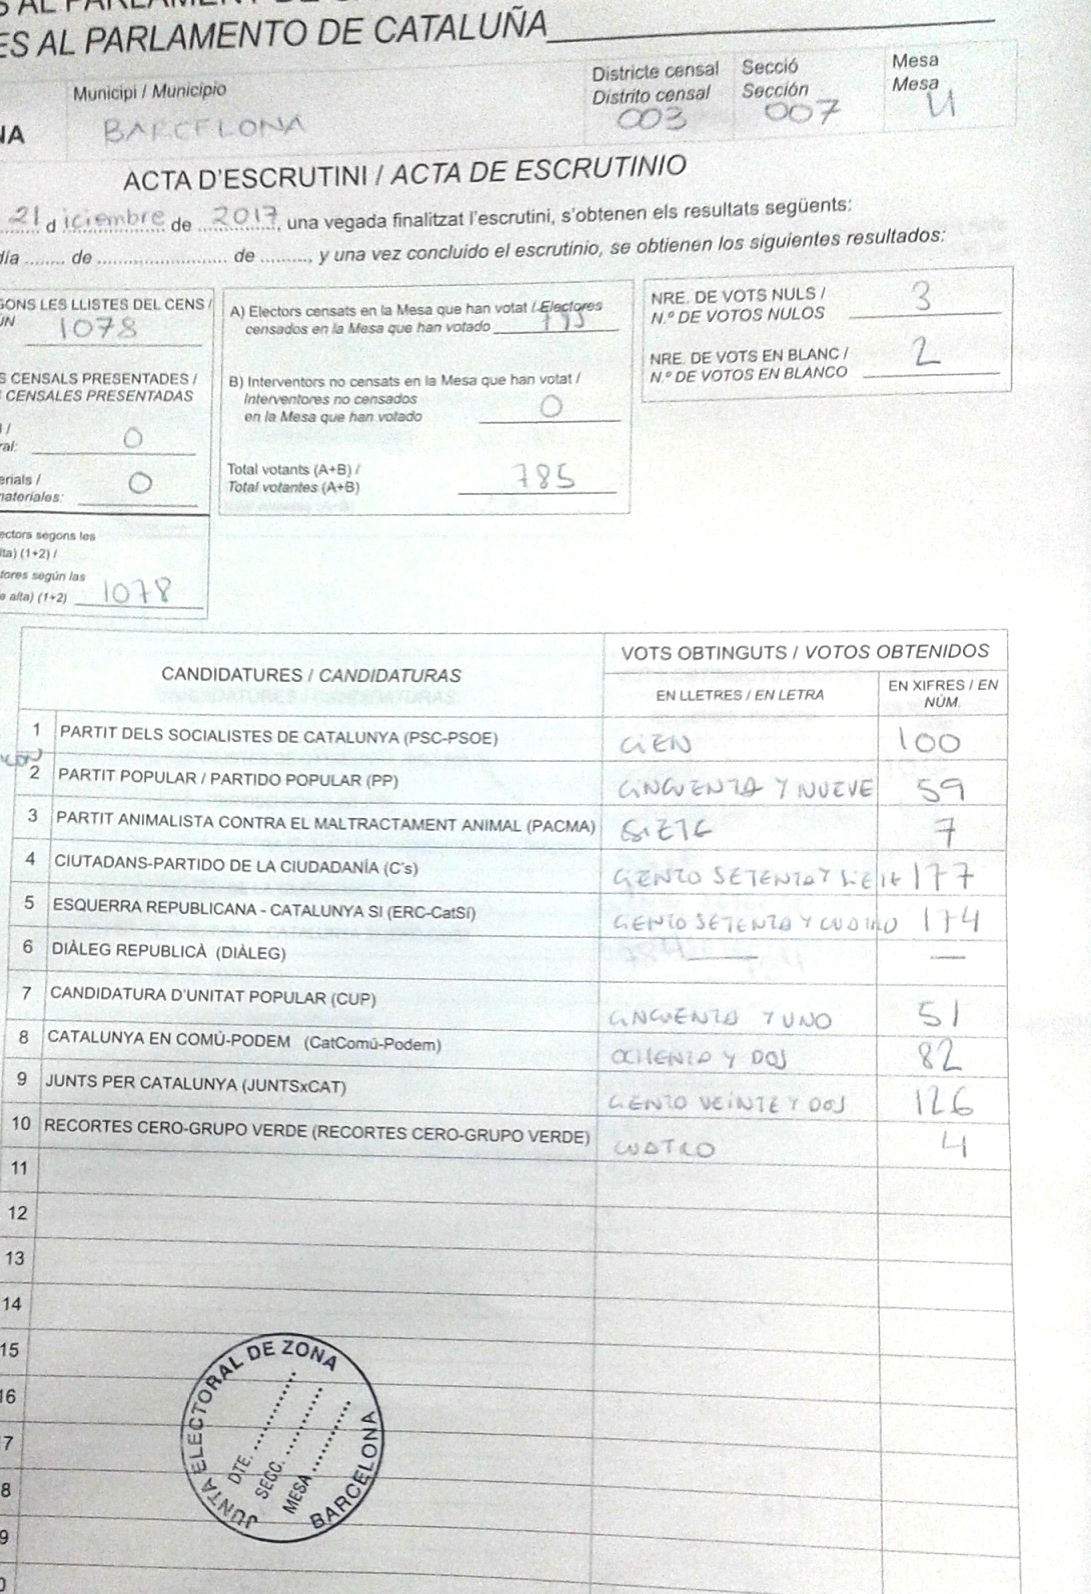 ES AL PARLAMENTO DE CATALUÑA
Municipi / Municipio
BARCELONA
Districte censal
Distrito censal
003
Secció
Sección
007
Mesa
Mesa
U
NA
ACTA D'ESCRUTINI / ACTA DE ESCRUTINIO
21 d iciembre de 2017, una vegada finalitzat l'escrutini, s'obtenen els resultats següents:
día ........ de ........................ de ........., y una vez concluido el escrutinio, se obtienen los siguientes resultados:
GONS LES LLISTES DEL CENS /
ÚN 1078
S CENSALS PRESENTADES /
CENSALES PRESENTADAS
l /
ral: 0
erials /
materiales: 0
ectors segons les
lta) (1+2) /
tores según las
e alta) (1+2) 1078
A) Electors censats en la Mesa que han votat / Electores
censados en la Mesa que han votado
B) Interventors no censats en la Mesa que han votat /
Interventores no censados
en la Mesa que han votado 0
Total votants (A+B) /
Total votantes (A+B) 785
NRE. DE VOTS NULS /
N.º DE VOTOS NULOS 3
NRE. DE VOTS EN BLANC /
N.º DE VOTOS EN BLANCO 2
CANDIDATURES / CANDIDATURAS
VOTS OBTINGUTS / VOTOS OBTENIDOS
EN LLETRES / EN LETRA
EN XIFRES / EN
NÚM.
1 PARTIT DELS SOCIALISTES DE CATALUNYA (PSC-PSOE) CIEN 100
2 PARTIT POPULAR / PARTIDO POPULAR (PP) CINCUENTA Y NUEVE 59
3 PARTIT ANIMALISTA CONTRA EL MALTRACTAMENT ANIMAL (PACMA) SIETE 7
4 CIUTADANS-PARTIDO DE LA CIUDADANÍA (C's) CIENTO SETENTA Y SIETE 177
5 ESQUERRA REPUBLICANA - CATALUNYA SI (ERC-CatSí) CIENTO SETENTA Y CUATRO 174
6 DIÀLEG REPUBLICÀ (DIÀLEG) — —
7 CANDIDATURA D'UNITAT POPULAR (CUP) CINCUENTA Y UNO 51
8 CATALUNYA EN COMÚ-PODEM (CatComú-Podem) OCHENTA Y DOS 82
9 JUNTS PER CATALUNYA (JUNTSxCAT) CIENTO VEINTE Y DOS 126
10 RECORTES CERO-GRUPO VERDE (RECORTES CERO-GRUPO VERDE) CUATRO 4
11
12
13
14
15
16
7
8
9
JUNTA ELECTORAL DE ZONA
DTE. ............
SECC. ............
MESA ............
BARCELONA